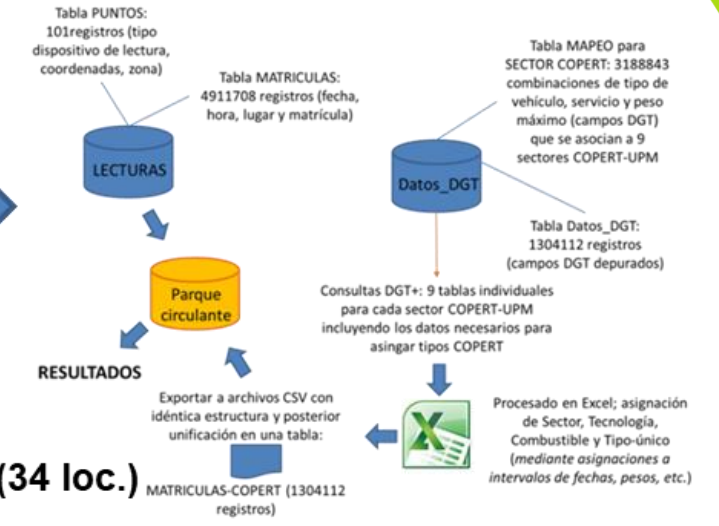 Tabla PUNTOS:
101registros (tipo
dispositivo de lectura,
coordenadas, zona)
Tabla MATRICULAS:
4911708 registros (fecha,
hora, lugar y matrícula)
LECTURAS
Parque
circulante
RESULTADOS
Tabla MAPEO para
SECTOR COPERT: 3188843
combinaciones de tipo de
vehículo, servicio y peso
máximo (campos DGT)
que se asocian a 9
sectores COPERT-UPM
Datos_DGT
Tabla Datos_DGT:
1304112 registros
(campos DGT depurados)
Consultas DGT+: 9 tablas individuales
para cada sector COPERT-UPM
incluyendo los datos necesarios para
asingar tipos COPERT
Procesado en Excel; asignación
de Sector, Tecnología,
Combustible y Tipo-único
(mediante asignaciones a
intervalos de fechas, pesos, etc.)
Exportar a archivos CSV con
idéntica estructura y posterior
unificación en una tabla:
MATRICULAS-COPERT (1304112
registros)
(34 loc.)